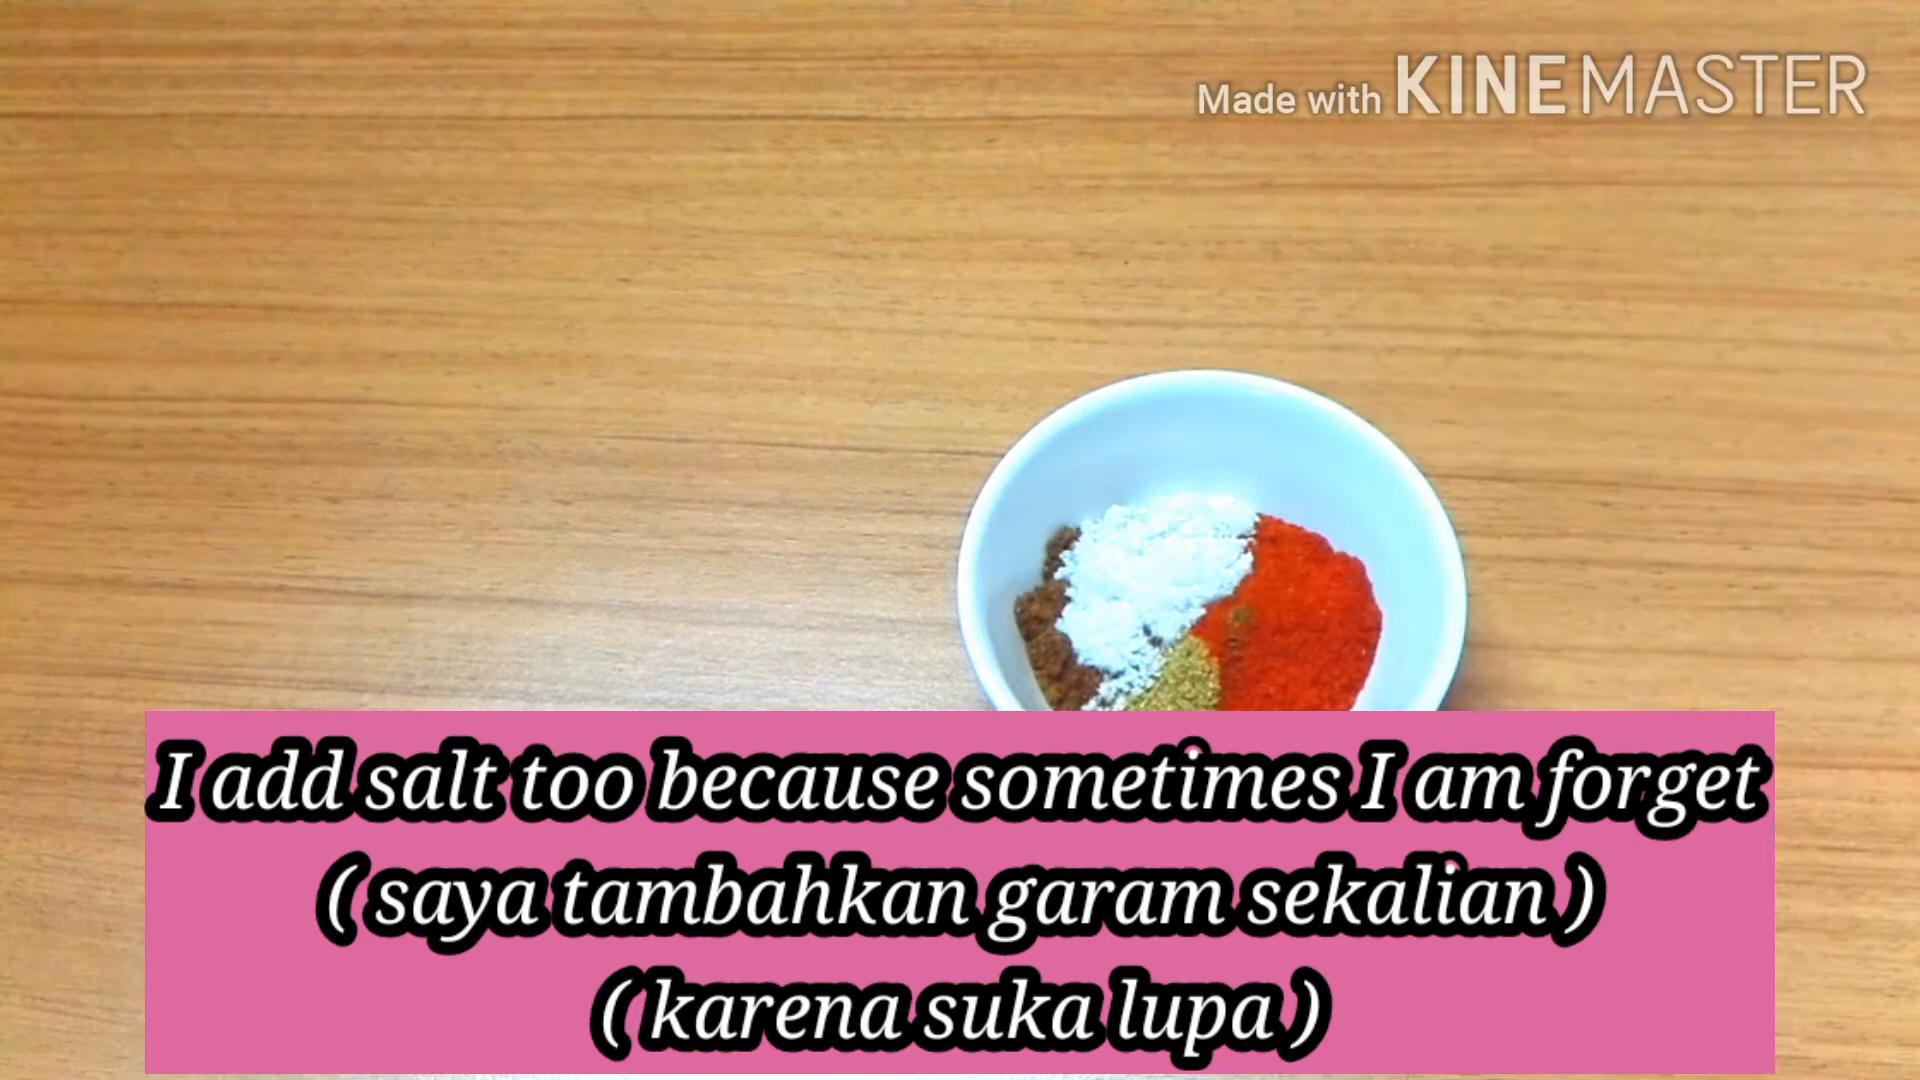 Made with KINEMASTER
I add salt too because sometimes I am forget
( saya tambahkan garam sekalian )
( karena suka lupa )